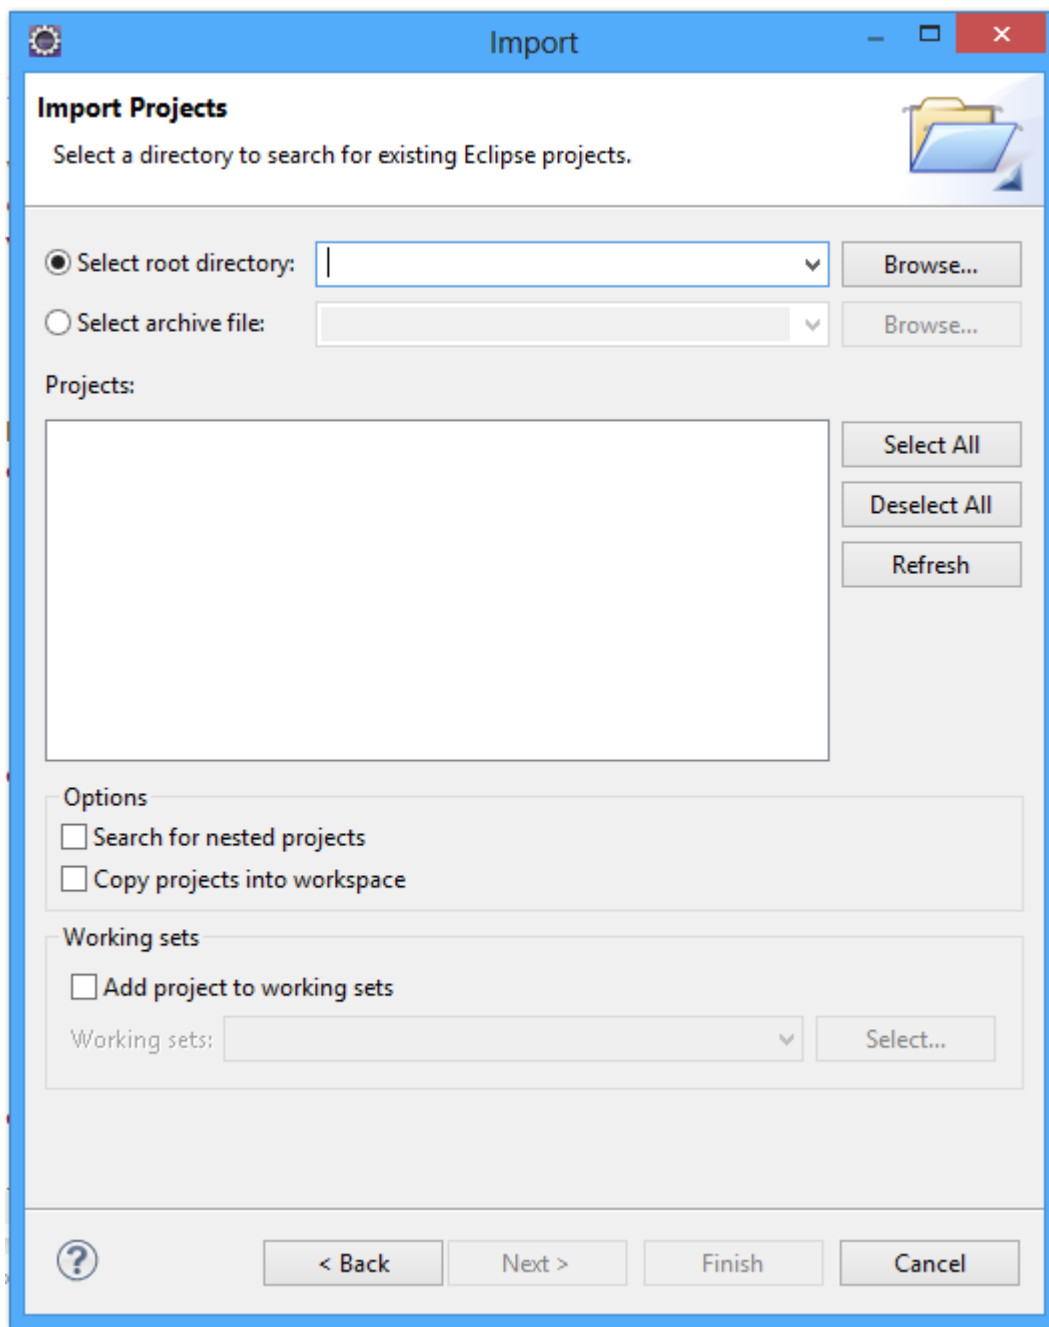 Import
Import Projects
Select a directory to search for existing Eclipse projects.
Select root directory:
Browse...
Select archive file:
Browse...
Projects:
Select All
Deselect All
Refresh
Options
Search for nested projects
Copy projects into workspace
Working sets
Add project to working sets
Working sets:
Select...
?
< Back
Next >
Finish
Cancel